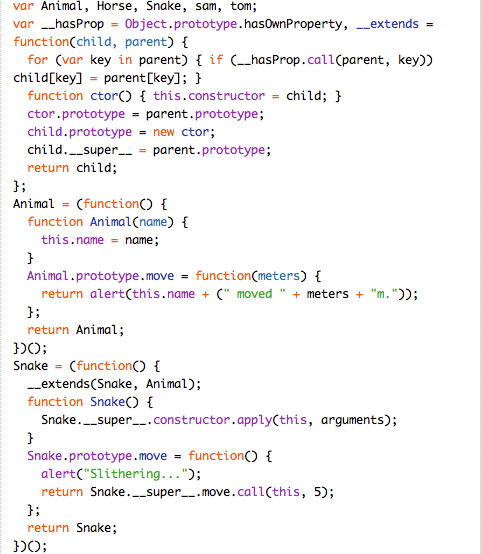 var Animal, Horse, Snake, sam, tom;
var __hasProp = Object.prototype.hasOwnProperty, __extends =
function(child, parent) {
  for (var key in parent) { if (__hasProp.call(parent, key))
child[key] = parent[key]; }
  function ctor() { this.constructor = child; }
  ctor.prototype = parent.prototype;
  child.prototype = new ctor;
  child.__super__ = parent.prototype;
  return child;
};
Animal = (function() {
  function Animal(name) {
    this.name = name;
  }
  Animal.prototype.move = function(meters) {
    return alert(this.name + (" moved " + meters + "m."));
  };
  return Animal;
})();
Snake = (function() {
  __extends(Snake, Animal);
  function Snake() {
    Snake.__super__.constructor.apply(this, arguments);
  }
  Snake.prototype.move = function() {
    alert("Slithering...");
    return Snake.__super__.move.call(this, 5);
  };
  return Snake;
})();